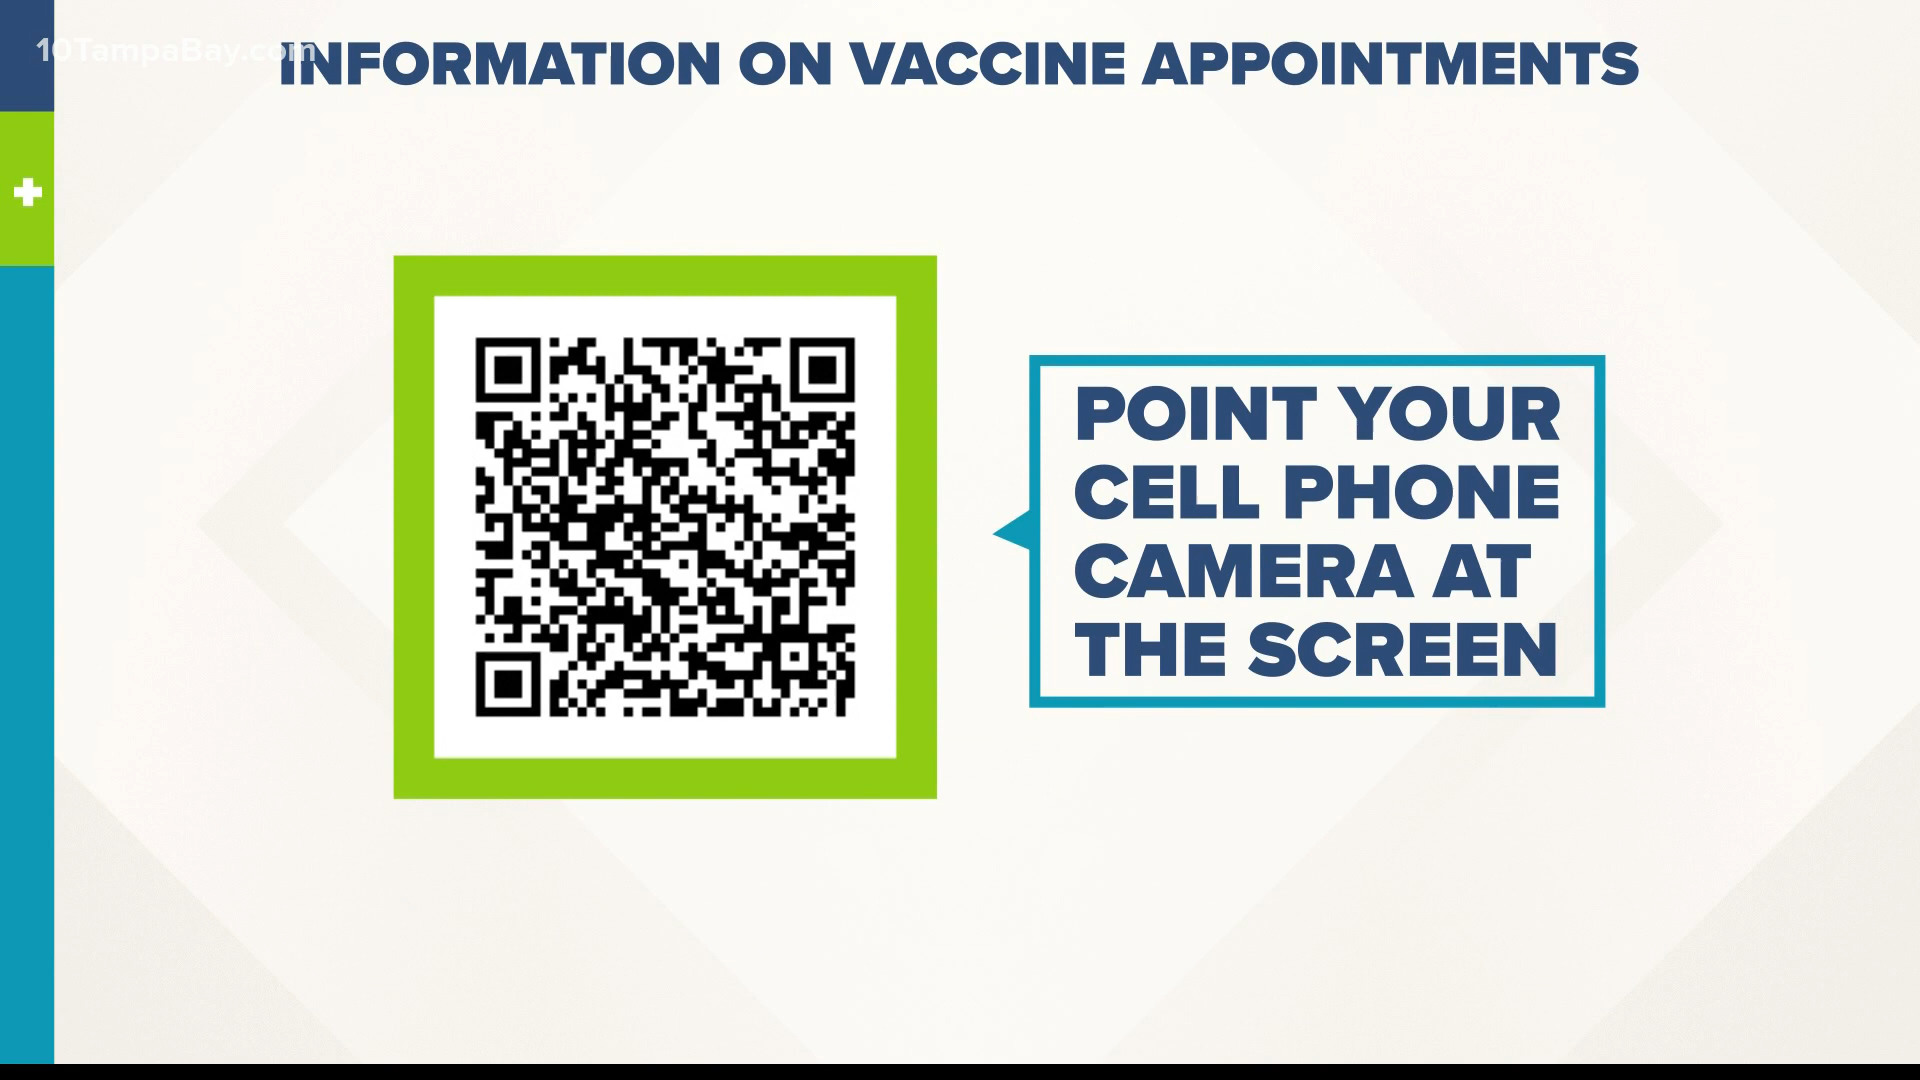 10TampaBay.com
INFORMATION ON VACCINE APPOINTMENTS
POINT YOUR
CELL PHONE
CAMERA AT
THE SCREEN